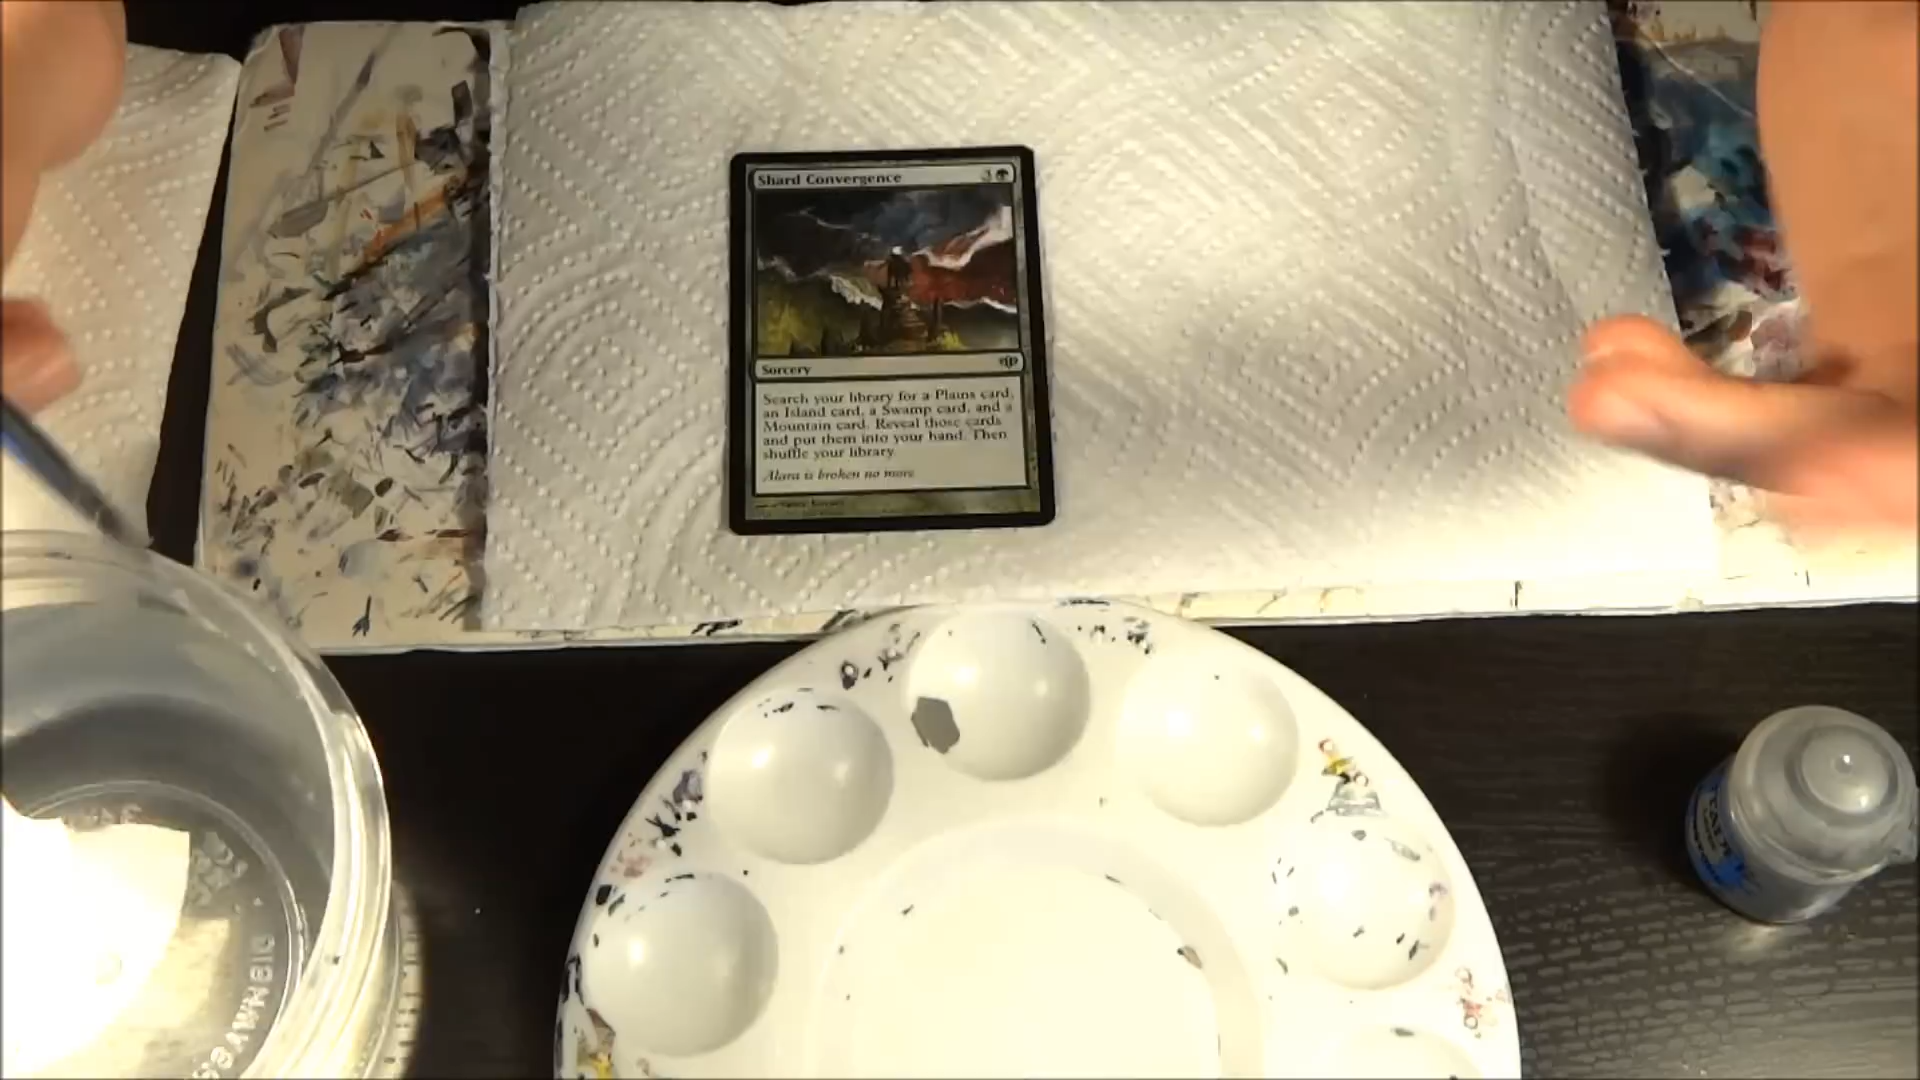 Shard Convergence 3
Sorcery
Search your library for a Plains card,
an Island card, a Swamp card, and a
Mountain card. Reveal those cards
and put them into your hand. Then
shuffle your library.
Alara is broken no more.